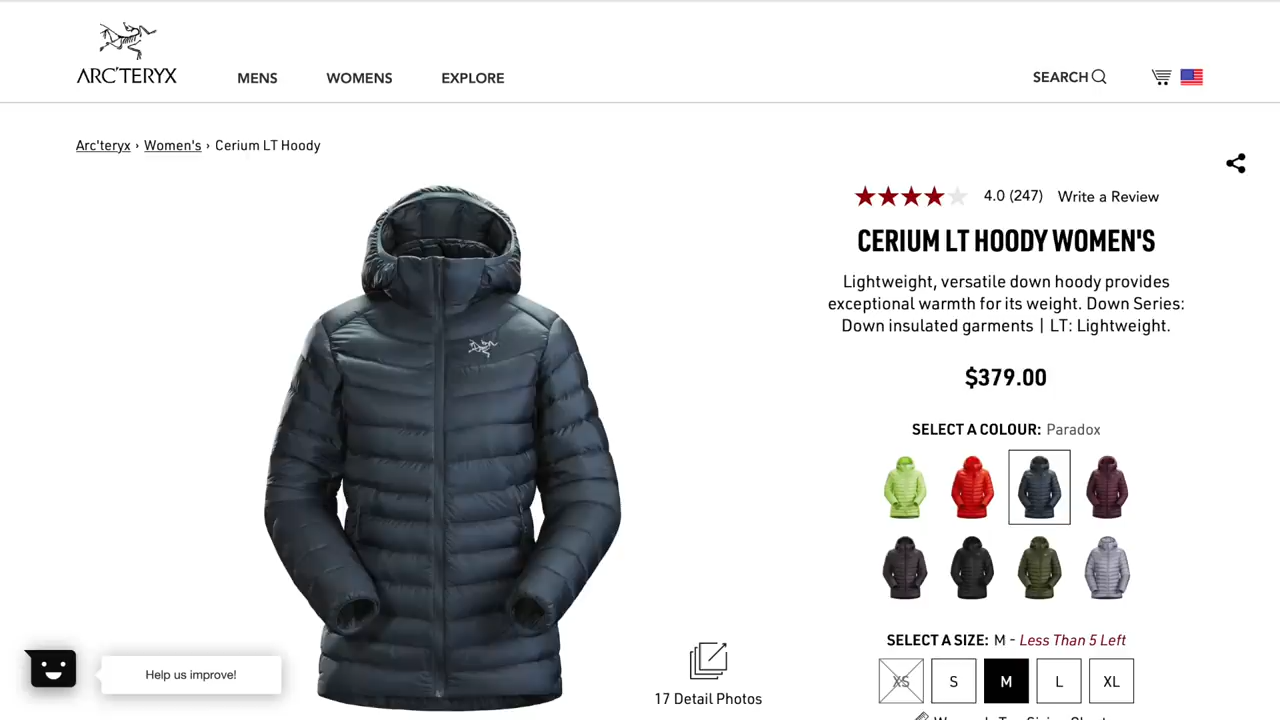 ARC'TERYX
MENS WOMENS EXPLORE
SEARCH
Arc'teryx › Women's › Cerium LT Hoody
4.0 (247) Write a Review
CERIUM LT HOODY WOMEN'S
Lightweight, versatile down hoody provides
exceptional warmth for its weight. Down Series:
Down insulated garments | LT: Lightweight.
$379.00
SELECT A COLOUR: Paradox
SELECT A SIZE: M - Less Than 5 Left
XS S M L XL
17 Detail Photos
Help us improve!